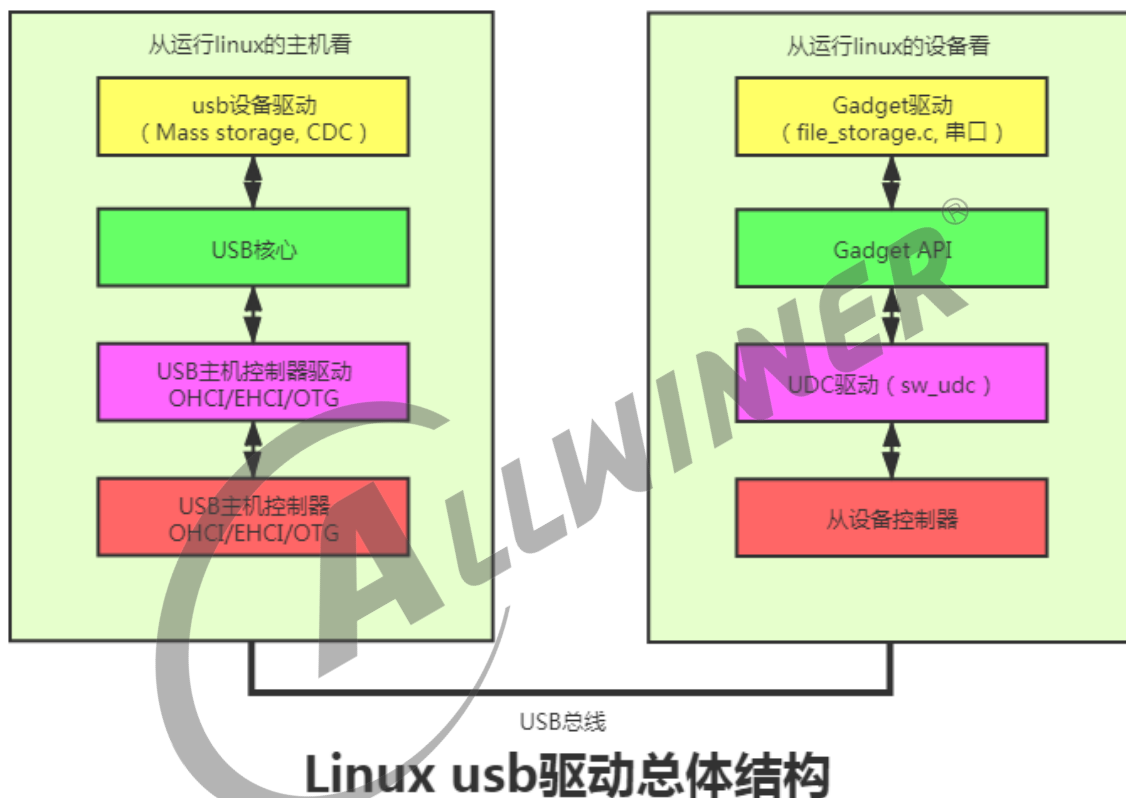 从运行linux的主机看
usb设备驱动
（Mass storage, CDC）
USB核心
USB主机控制器驱动
OHCI/EHCI/OTG
USB主机控制器
OHCI/EHCI/OTG
从运行linux的设备看
Gadget驱动
（file_storage.c, 串口）
Gadget API
UDC驱动（sw_udc）
从设备控制器
ALLWINNER®
USB总线
Linux usb驱动总体结构